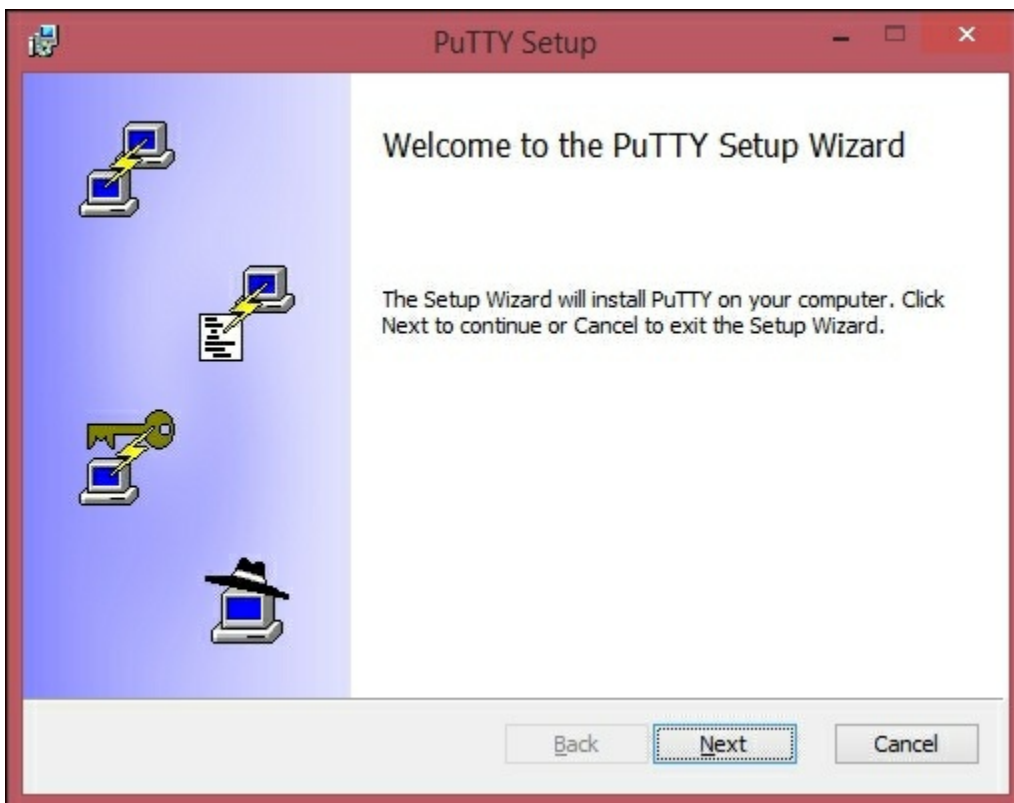 PuTTY Setup
Welcome to the PuTTY Setup Wizard
The Setup Wizard will install PuTTY on your computer. Click
Next to continue or Cancel to exit the Setup Wizard.
Back
Next
Cancel